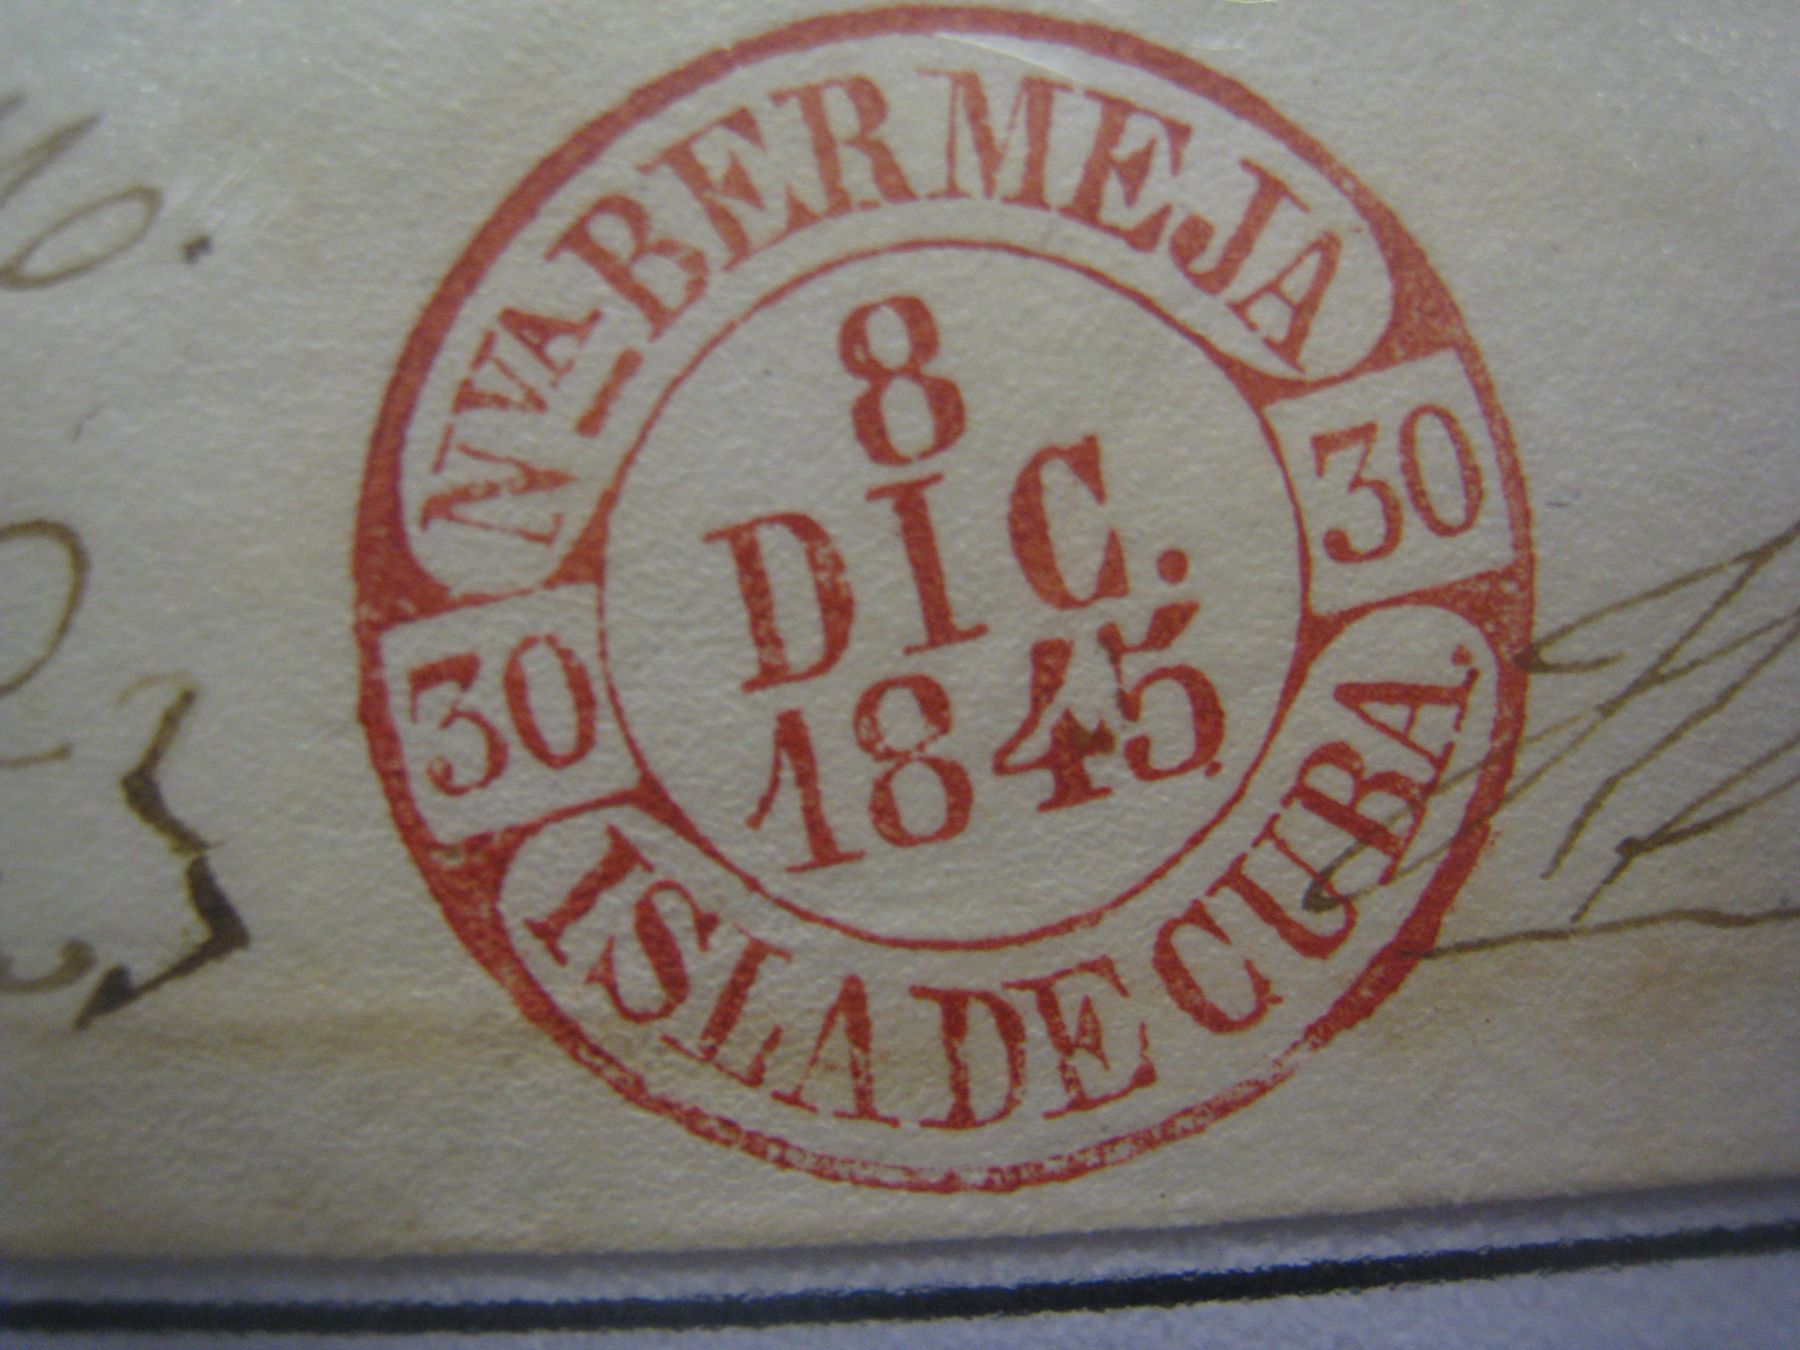 Nᵛᴬ BERMEJA
8
DIC.
1845
30
30
ISLA DE CUBA.